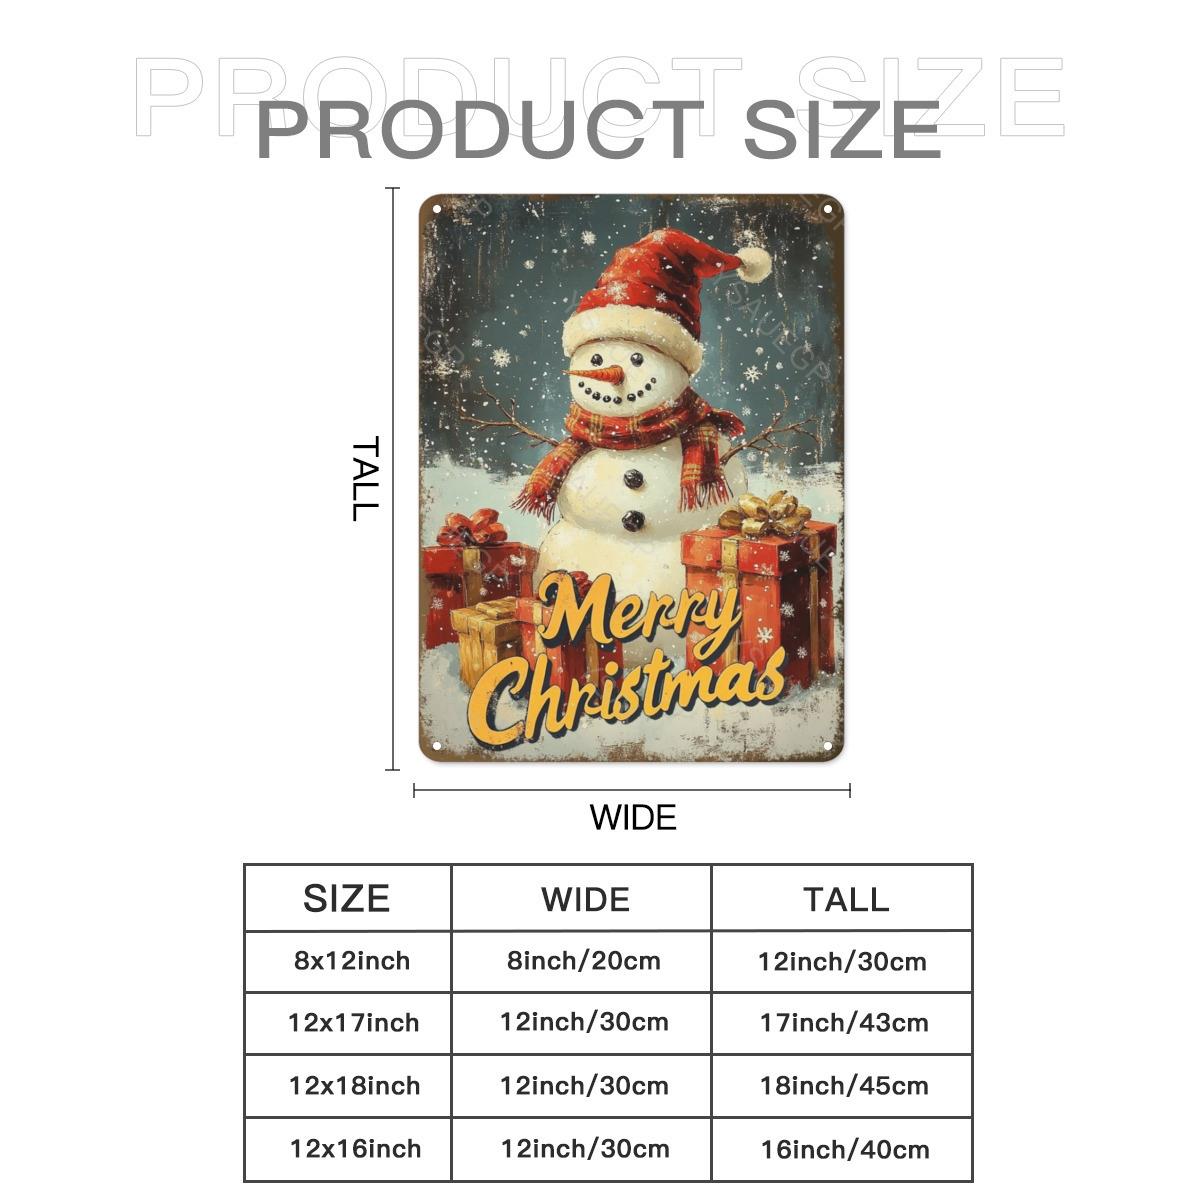 PRODUCT SIZE
PRODUCT SIZE
TALL
YSAUEGP
Merry
Christmas
WIDE
SIZE WIDE TALL
8x12inch 8inch/20cm 12inch/30cm
12x17inch 12inch/30cm 17inch/43cm
12x18inch 12inch/30cm 18inch/45cm
12x16inch 12inch/30cm 16inch/40cm